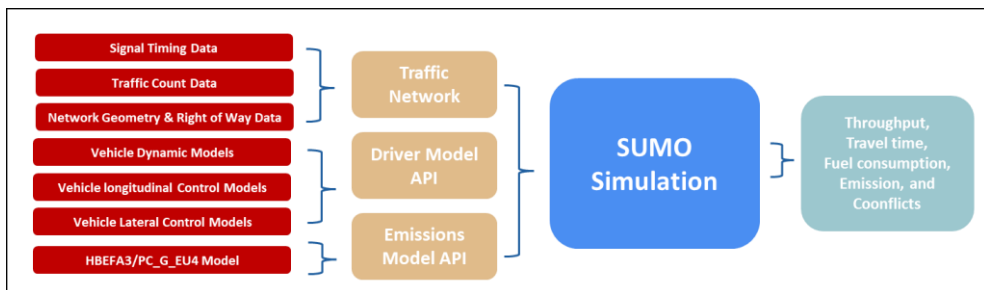 Signal Timing Data
Traffic Count Data
Network Geometry & Right of Way Data
Vehicle Dynamic Models
Vehicle longitudinal Control Models
Vehicle Lateral Control Models
HBEFA3/PC_G_EU4 Model
Traffic
Network
Driver Model
API
Emissions
Model API
SUMO
Simulation
Throughput,
Travel time,
Fuel consumption,
Emission, and
Coonflicts